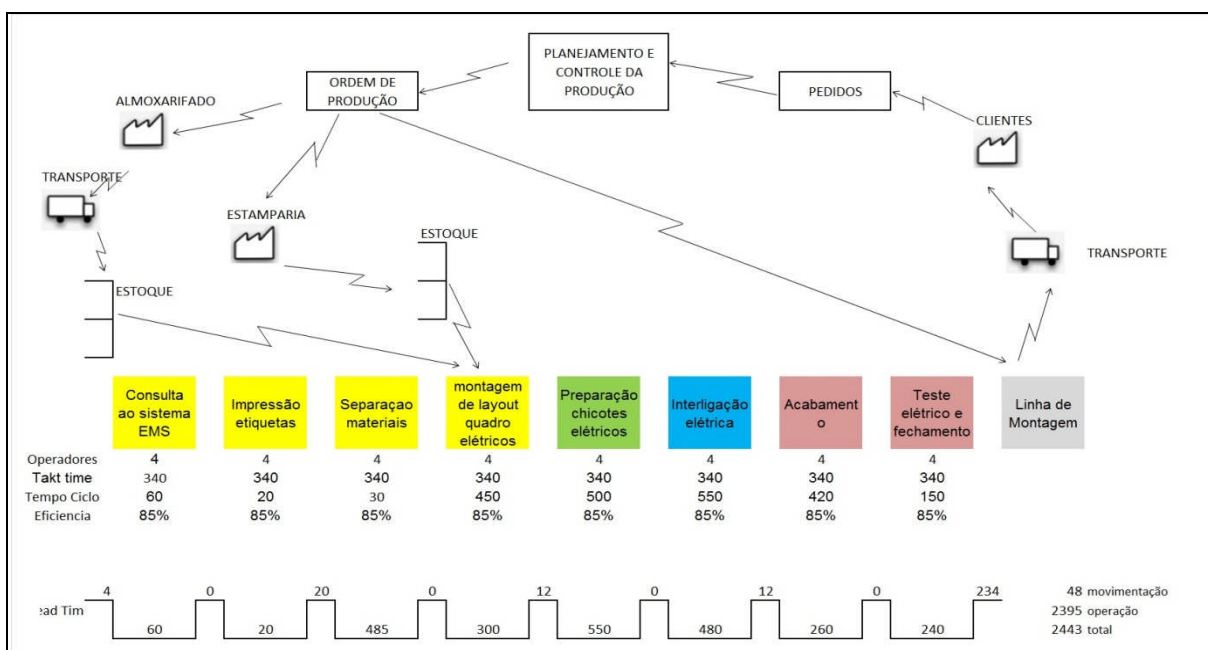 PLANEJAMENTO E
CONTROLE DA
PRODUÇÃO
ORDEM DE
PRODUÇÃO
PEDIDOS
ALMOXARIFADO
CLIENTES
TRANSPORTE
ESTAMPARIA
ESTOQUE
TRANSPORTE
ESTOQUE
Consulta
ao sistema
EMS
Impressão
etiquetas
Separaçao
materiais
montagem
de layout
quadro
elétricos
Preparação
chicotes
elétricos
Interligação
elétrica
Acabament
o
Teste
elétrico e
fechamento
Linha de
Montagem
Operadores 4 4 4 4 4 4 4 4
Takt time 340 340 340 340 340 340 340 340
Tempo Ciclo 60 20 30 450 500 550 420 150
Eficiencia 85% 85% 85% 85% 85% 85% 85% 85%
4 0 20 0 12 0 12 0 234 48 movimentação
ead Tim 2395 operação
60 20 485 300 550 480 260 240 2443 total